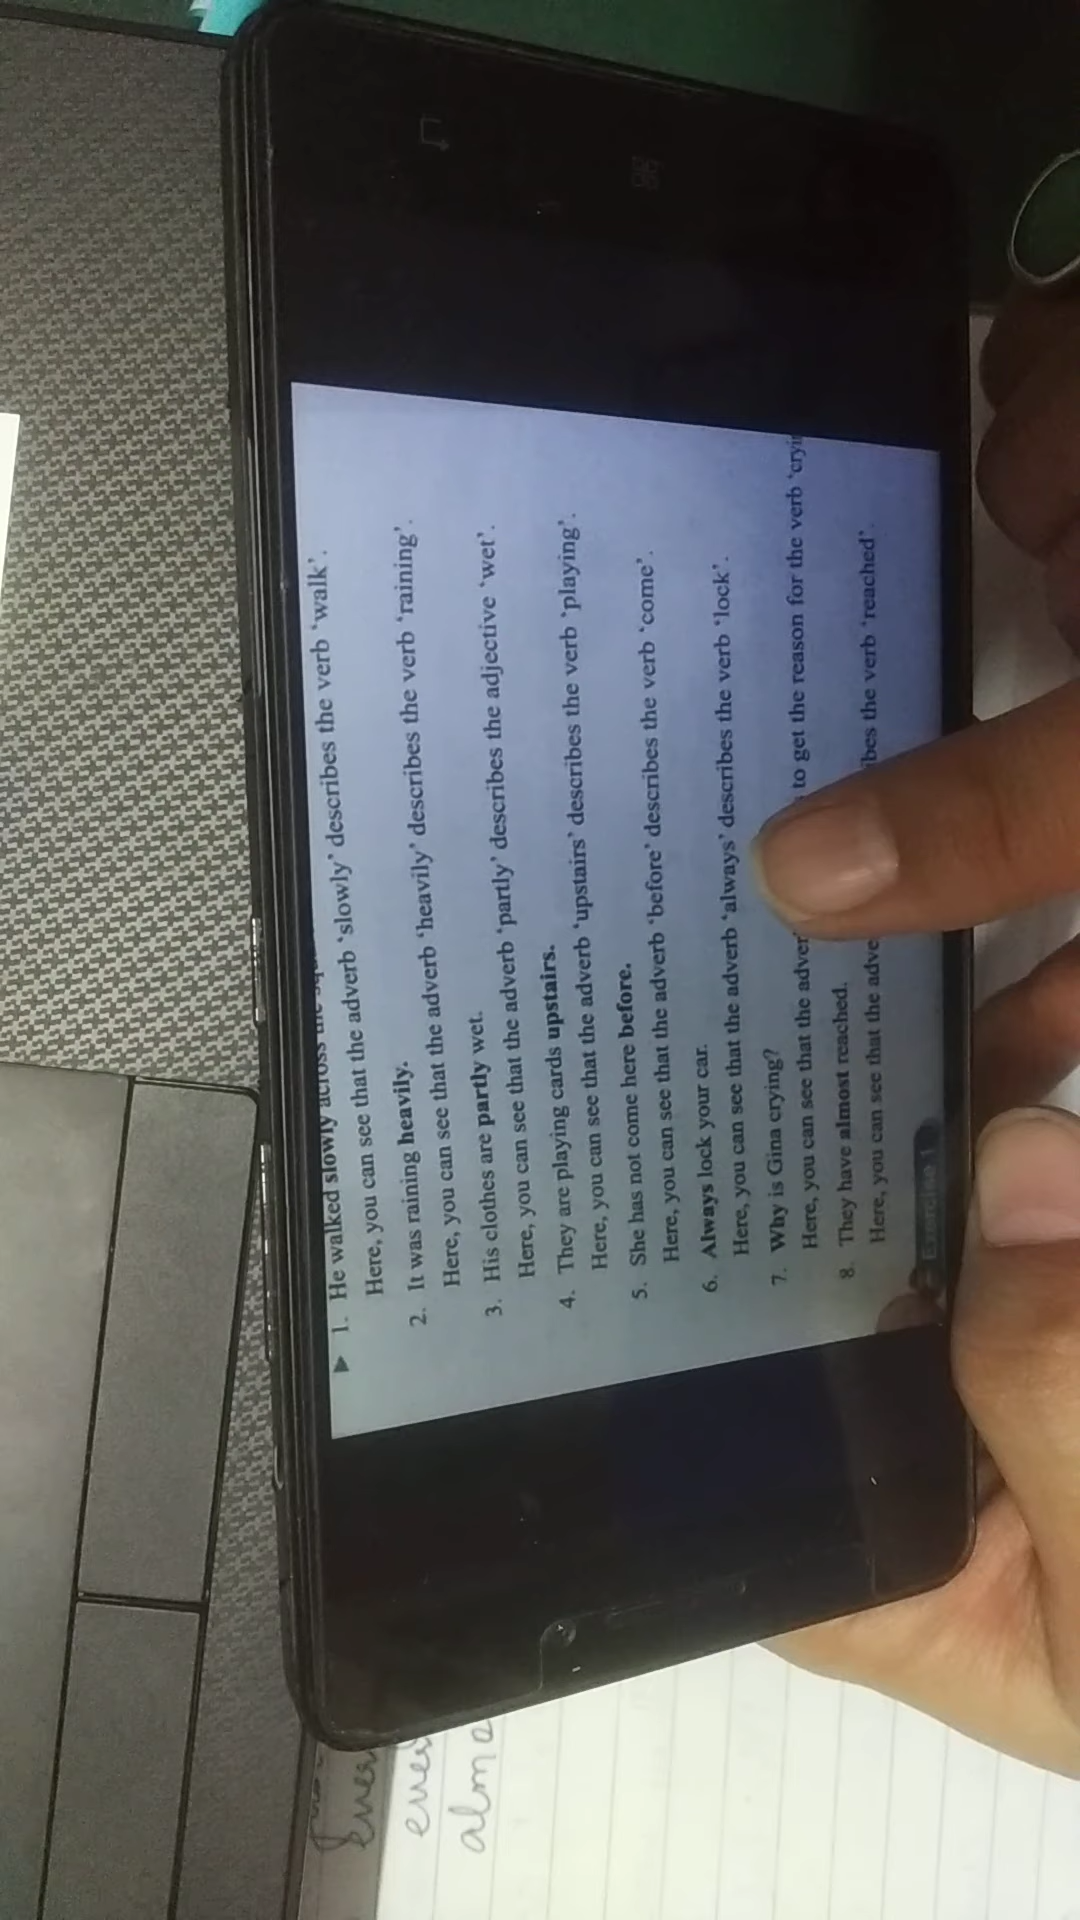 1. He walked slowly across the
Here, you can see that the adverb ‘slowly’ describes the verb ‘walk’.
2. It was raining heavily.
Here, you can see that the adverb ‘heavily’ describes the verb ‘raining’.
3. His clothes are partly wet.
Here, you can see that the adverb ‘partly’ describes the adjective ‘wet’.
4. They are playing cards upstairs.
Here, you can see that the adverb ‘upstairs’ describes the verb ‘playing’.
5. She has not come here before.
Here, you can see that the adverb ‘before’ describes the verb ‘come’.
6. Always lock your car.
Here, you can see that the adverb ‘always’ describes the verb ‘lock’.
7. Why is Gina crying?
Here, you can see that the to get the reason for the verb
8. They have almost reached.
Here, you can see that the the verb ‘reached’.
Exercise 1